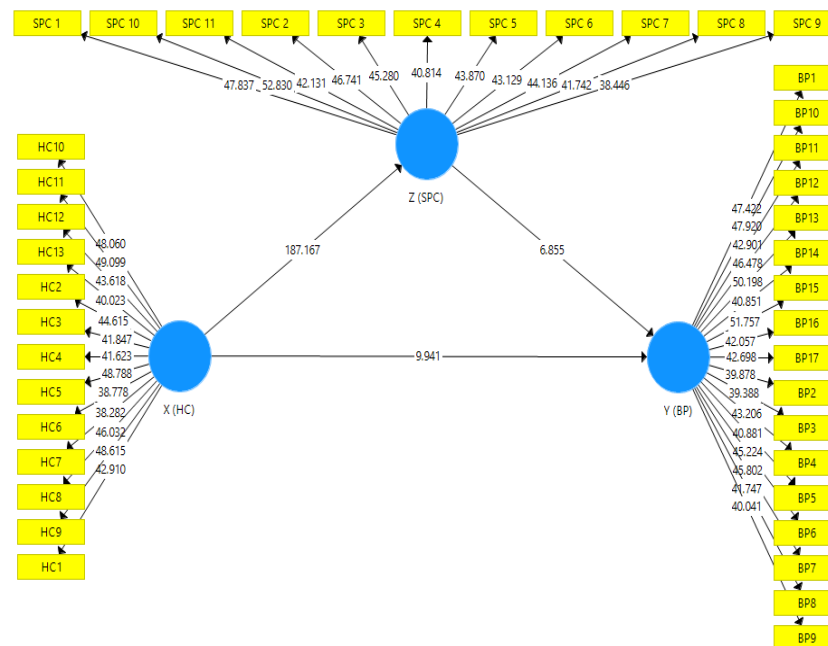 SPC 1
SPC 10
SPC 11
SPC 2
SPC 3
SPC 4
SPC 5
SPC 6
SPC 7
SPC 8
SPC 9
47.837
52.830
42.131
46.741
45.280
40.814
43.870
43.129
44.136
41.742
38.446
Z (SPC)
HC10
HC11
HC12
HC13
HC2
HC3
HC4
HC5
HC6
HC7
HC8
HC9
HC1
48.060
49.099
43.618
40.023
44.615
41.847
41.623
48.788
38.778
38.282
46.032
48.615
42.910
X (HC)
187.167
6.855
9.941
Y (BP)
47.422
47.920
42.901
46.478
50.198
40.851
51.757
42.057
42.698
39.878
39.388
43.206
40.881
45.224
45.802
41.747
40.041
BP1
BP10
BP11
BP12
BP13
BP14
BP15
BP16
BP17
BP2
BP3
BP4
BP5
BP6
BP7
BP8
BP9